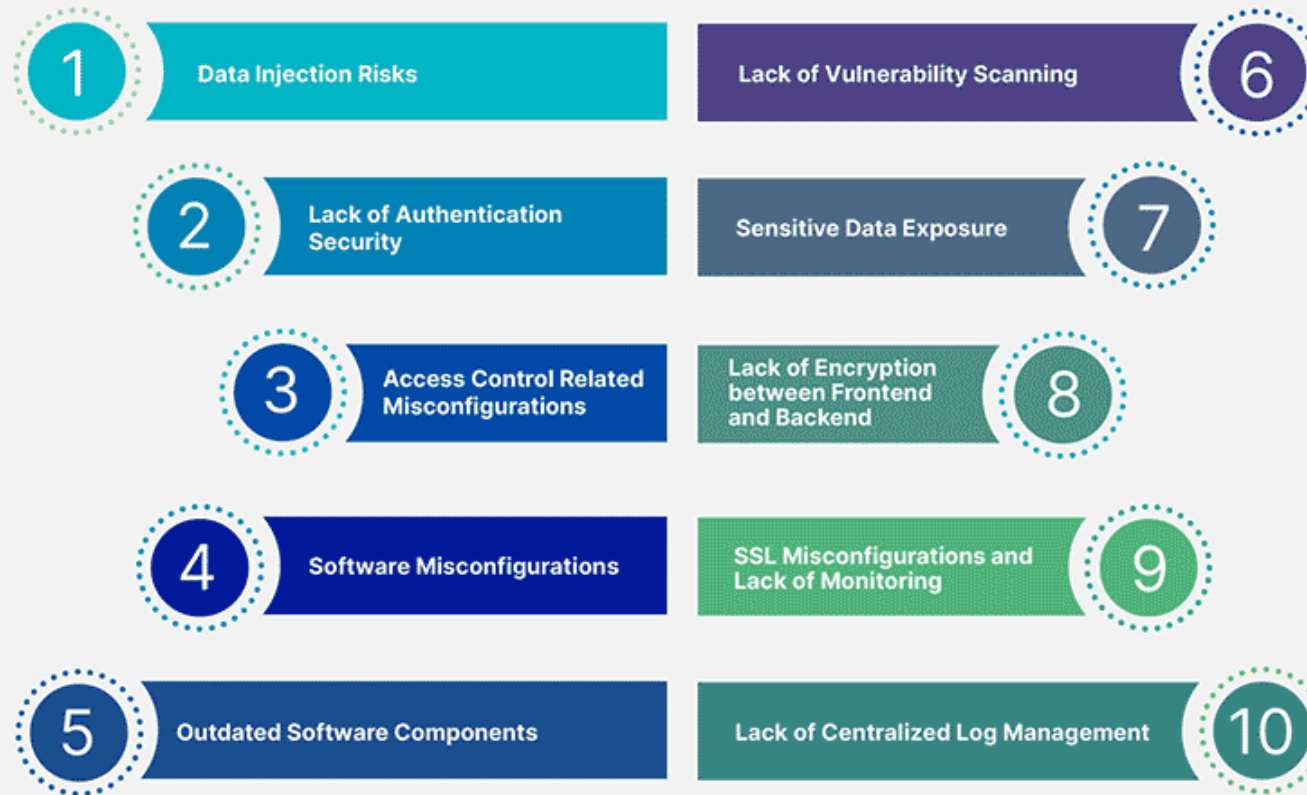 1
Data Injection Risks
2
Lack of Authentication
Security
3
Access Control Related
Misconfigurations
4
Software Misconfigurations
5
Outdated Software Components
Lack of Vulnerability Scanning
6
Sensitive Data Exposure
7
Lack of Encryption
between Frontend
and Backend
8
SSL Misconfigurations and
Lack of Monitoring
9
Lack of Centralized Log Management
10